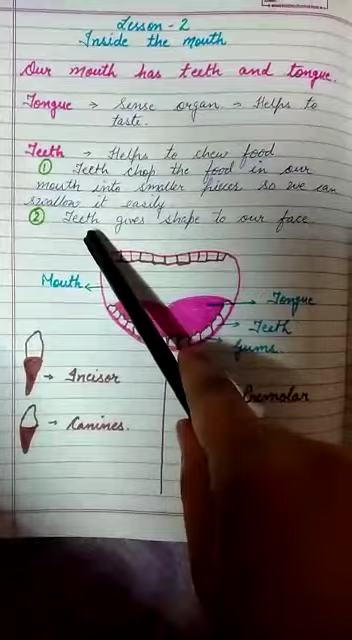 Lesson - 2
Inside the mouth
Our mouth has teeth and tongue.
Tongue → Sense organ. → Helps to
taste.
Teeth → Helps to chew food
① Teeth chop the food in our
mouth into smaller pieces so we can
swallow it easily
② Teeth gives shape to our face
Mouth ←
→ Tongue
→ Teeth
→ Gums.
→ Incisor
Premolar
→ Canines.